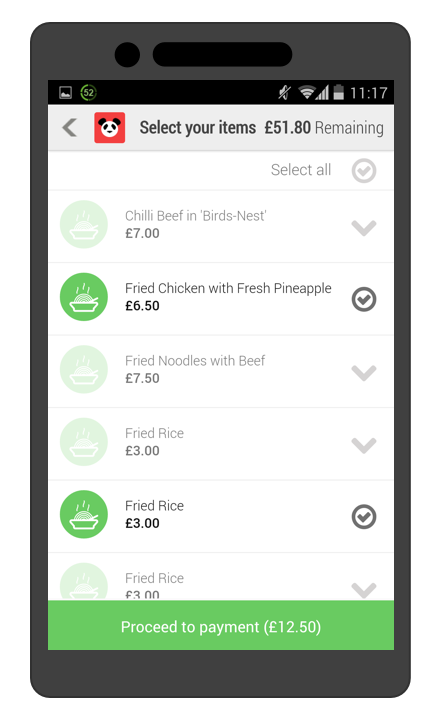 52 11:17
Select your items £51.80 Remaining
Select all
Chilli Beef in 'Birds-Nest'
£7.00
Fried Chicken with Fresh Pineapple
£6.50
Fried Noodles with Beef
£7.50
Fried Rice
£3.00
Fried Rice
£3.00
Fried Rice
£3.00
Proceed to payment (£12.50)